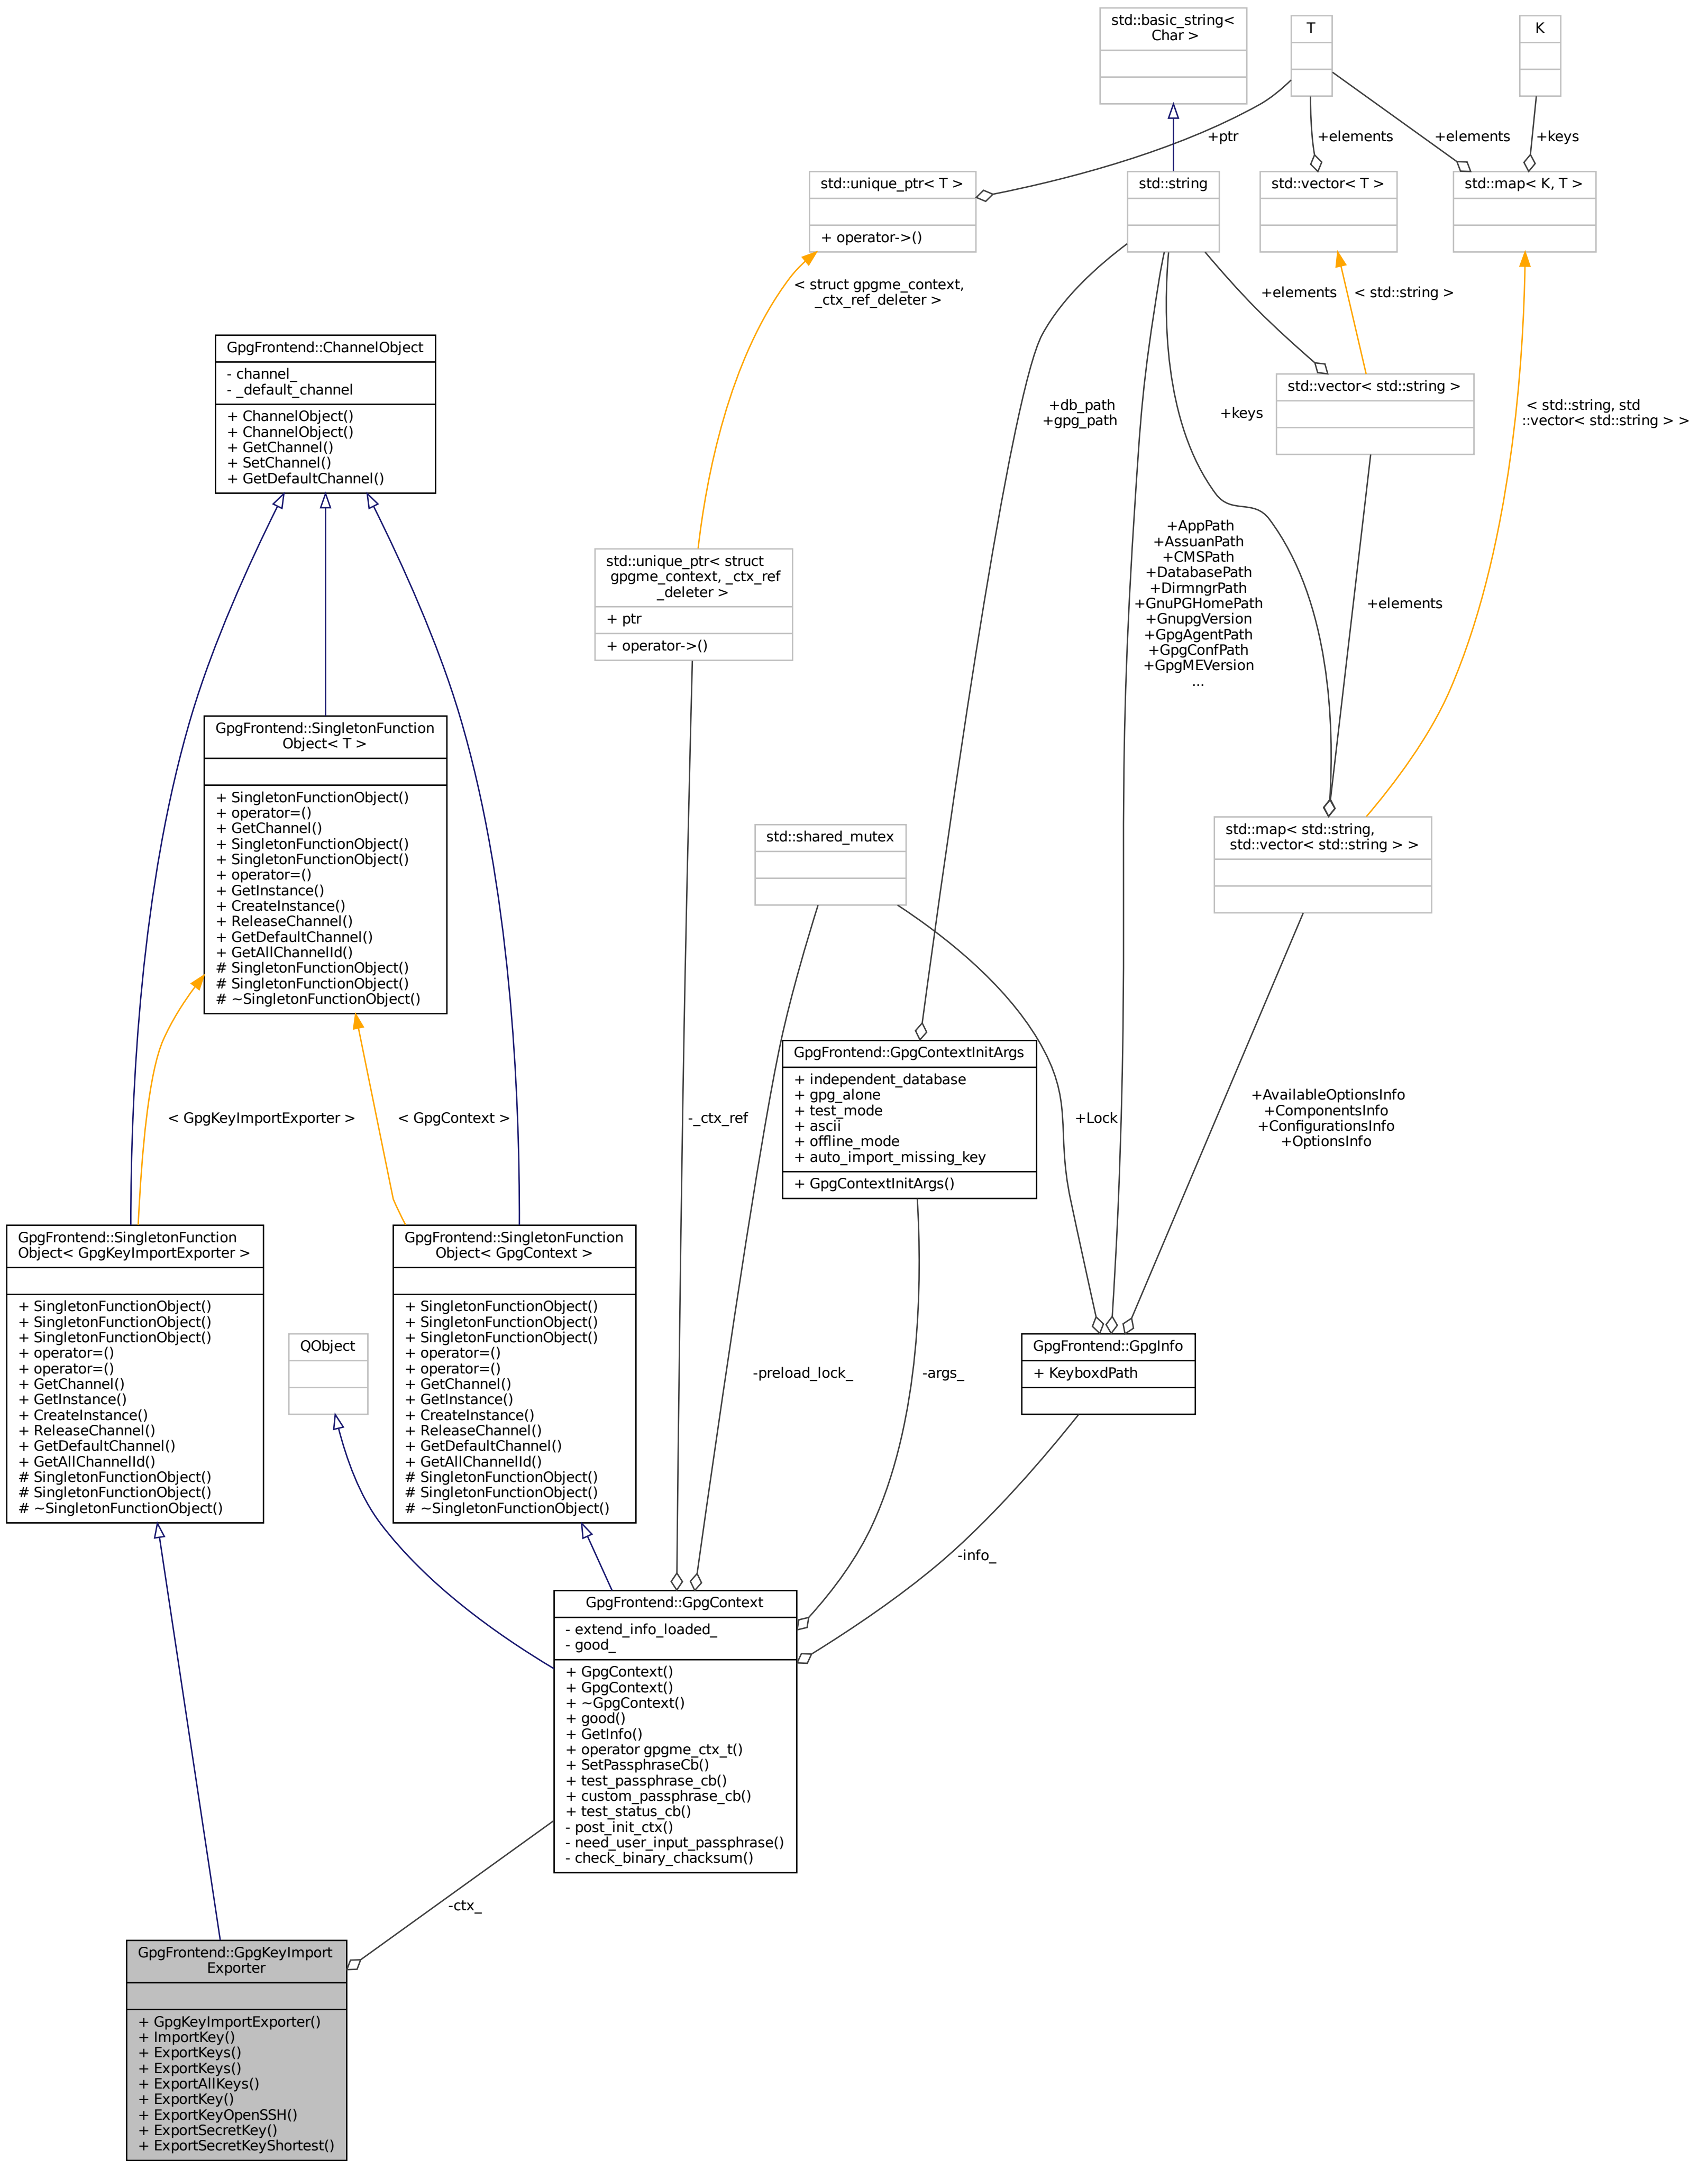 std::basic_string<
Char >
T
K
+ptr
+elements
+elements
+keys
std::unique_ptr< T >
+ operator->()
std::string
std::vector< T >
std::map< K, T >
< struct gpgme_context,
_ctx_ref_deleter >
+elements
< std::string >
GpgFrontend::ChannelObject
- channel_
- _default_channel
+ ChannelObject()
+ ChannelObject()
+ GetChannel()
+ SetChannel()
+ GetDefaultChannel()
+db_path
+gpg_path
+keys
std::vector< std::string >
< std::string, std
::vector< std::string > >
std::unique_ptr< struct
gpgme_context, _ctx_ref
_deleter >
+ ptr
+ operator->()
+AppPath
+AssuanPath
+CMSPath
+DatabasePath
+DirmngrPath
+GnuPGHomePath
+GnupgVersion
+GpgAgentPath
+GpgConfPath
+GpgMEVersion
...
+elements
GpgFrontend::SingletonFunction
Object< T >
+ SingletonFunctionObject()
+ operator=()
+ GetChannel()
+ SingletonFunctionObject()
+ SingletonFunctionObject()
+ operator=()
+ GetInstance()
+ CreateInstance()
+ ReleaseChannel()
+ GetDefaultChannel()
+ GetAllChannelId()
# SingletonFunctionObject()
# SingletonFunctionObject()
# ~SingletonFunctionObject()
std::shared_mutex
std::map< std::string,
std::vector< std::string > >
< GpgKeyImportExporter >
< GpgContext >
-_ctx_ref
GpgFrontend::GpgContextInitArgs
+ independent_database
+ gpg_alone
+ test_mode
+ ascii
+ offline_mode
+ auto_import_missing_key
+ GpgContextInitArgs()
+Lock
+AvailableOptionsInfo
+ComponentsInfo
+ConfigurationsInfo
+OptionsInfo
GpgFrontend::SingletonFunction
Object< GpgKeyImportExporter >
+ SingletonFunctionObject()
+ SingletonFunctionObject()
+ SingletonFunctionObject()
+ operator=()
+ operator=()
+ GetChannel()
+ GetInstance()
+ CreateInstance()
+ ReleaseChannel()
+ GetDefaultChannel()
+ GetAllChannelId()
# SingletonFunctionObject()
# SingletonFunctionObject()
# ~SingletonFunctionObject()
QObject
GpgFrontend::SingletonFunction
Object< GpgContext >
+ SingletonFunctionObject()
+ SingletonFunctionObject()
+ SingletonFunctionObject()
+ operator=()
+ operator=()
+ GetChannel()
+ GetInstance()
+ CreateInstance()
+ ReleaseChannel()
+ GetDefaultChannel()
+ GetAllChannelId()
# SingletonFunctionObject()
# SingletonFunctionObject()
# ~SingletonFunctionObject()
-preload_lock_
-args_
GpgFrontend::GpgInfo
+ KeyboxdPath
-info_
GpgFrontend::GpgContext
- extend_info_loaded_
- good_
+ GpgContext()
+ GpgContext()
+ ~GpgContext()
+ good()
+ GetInfo()
+ operator gpgme_ctx_t()
+ SetPassphraseCb()
+ test_passphrase_cb()
+ custom_passphrase_cb()
+ test_status_cb()
- post_init_ctx()
- need_user_input_passphrase()
- check_binary_chacksum()
-ctx_
GpgFrontend::GpgKeyImport
Exporter
+ GpgKeyImportExporter()
+ ImportKey()
+ ExportKeys()
+ ExportKeys()
+ ExportAllKeys()
+ ExportKey()
+ ExportKeyOpenSSH()
+ ExportSecretKey()
+ ExportSecretKeyShortest()